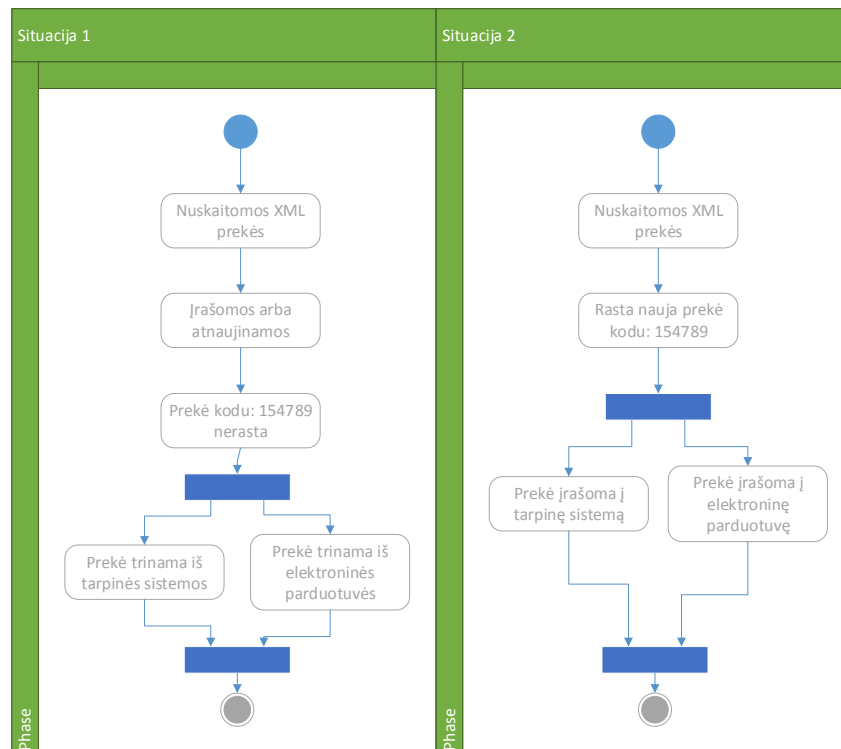 Situacija 1
Nuskaitomos XML
prekės
Įrašomos arba
atnaujinamos
Prekė kodu: 154789
nerasta
Prekė trinama iš
tarpinės sistemos
Prekė trinama iš
elektroninės
parduotuvės
Phase
Situacija 2
Nuskaitomos XML
prekės
Rasta nauja prekė
kodu: 154789
Prekė įrašoma į
tarpinę sistemą
Prekė įrašoma į
elektroninę
parduotuvę
Phase